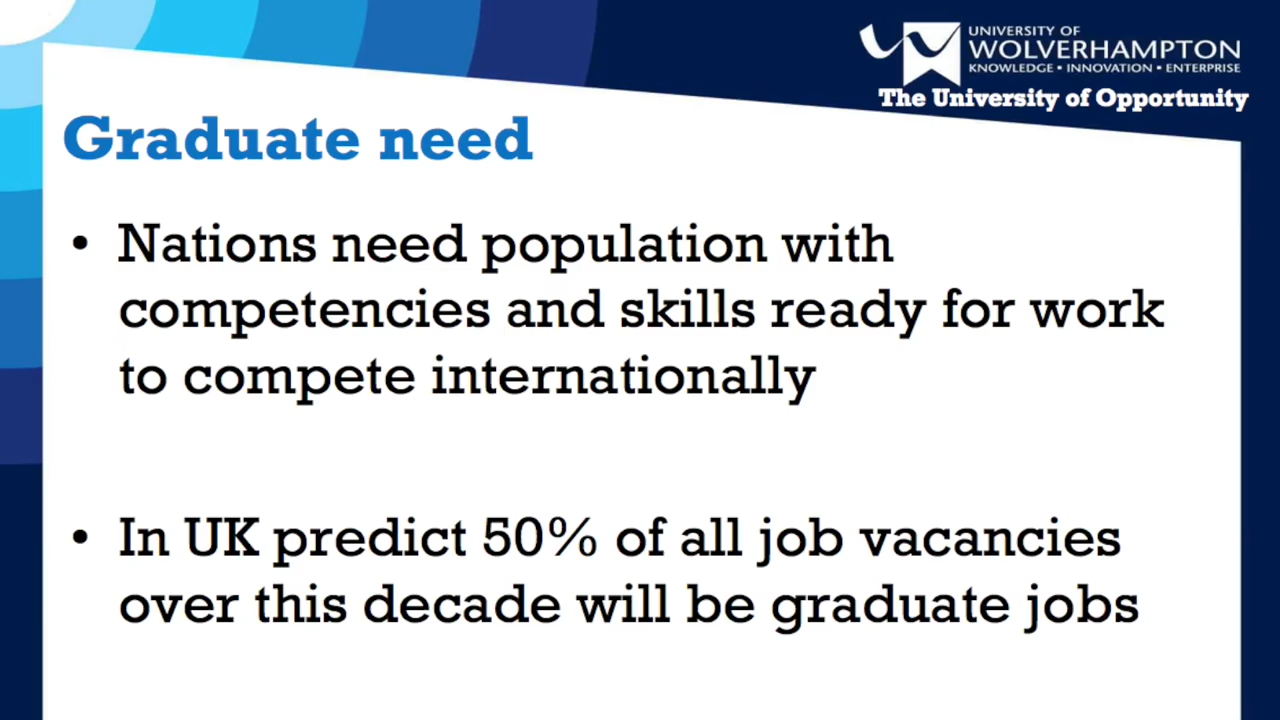 UNIVERSITY OF
WOLVERHAMPTON
KNOWLEDGE • INNOVATION • ENTERPRISE
The University of Opportunity
Graduate need
• Nations need population with
competencies and skills ready for work
to compete internationally
• In UK predict 50% of all job vacancies
over this decade will be graduate jobs